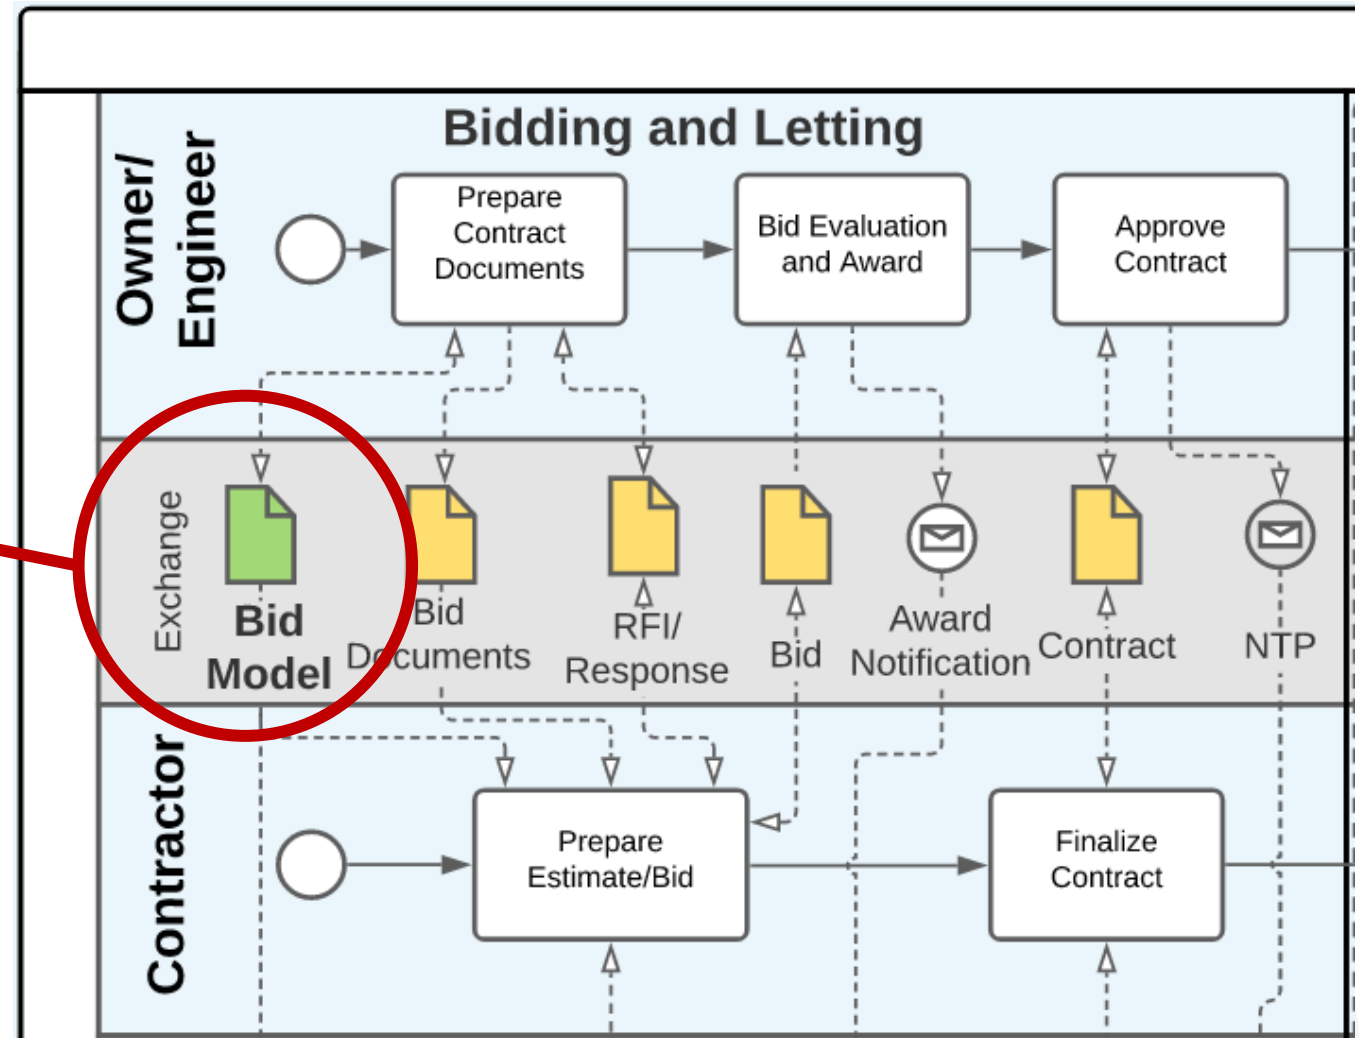 Bidding and Letting
Owner/
Engineer
Prepare
Contract
Documents
Bid Evaluation
and Award
Approve
Contract
Exchange
Bid
Model
Bid
Documents
RFI/
Response
Bid
Award
Notification
Contract
NTP
Contractor
Prepare
Estimate/Bid
Finalize
Contract